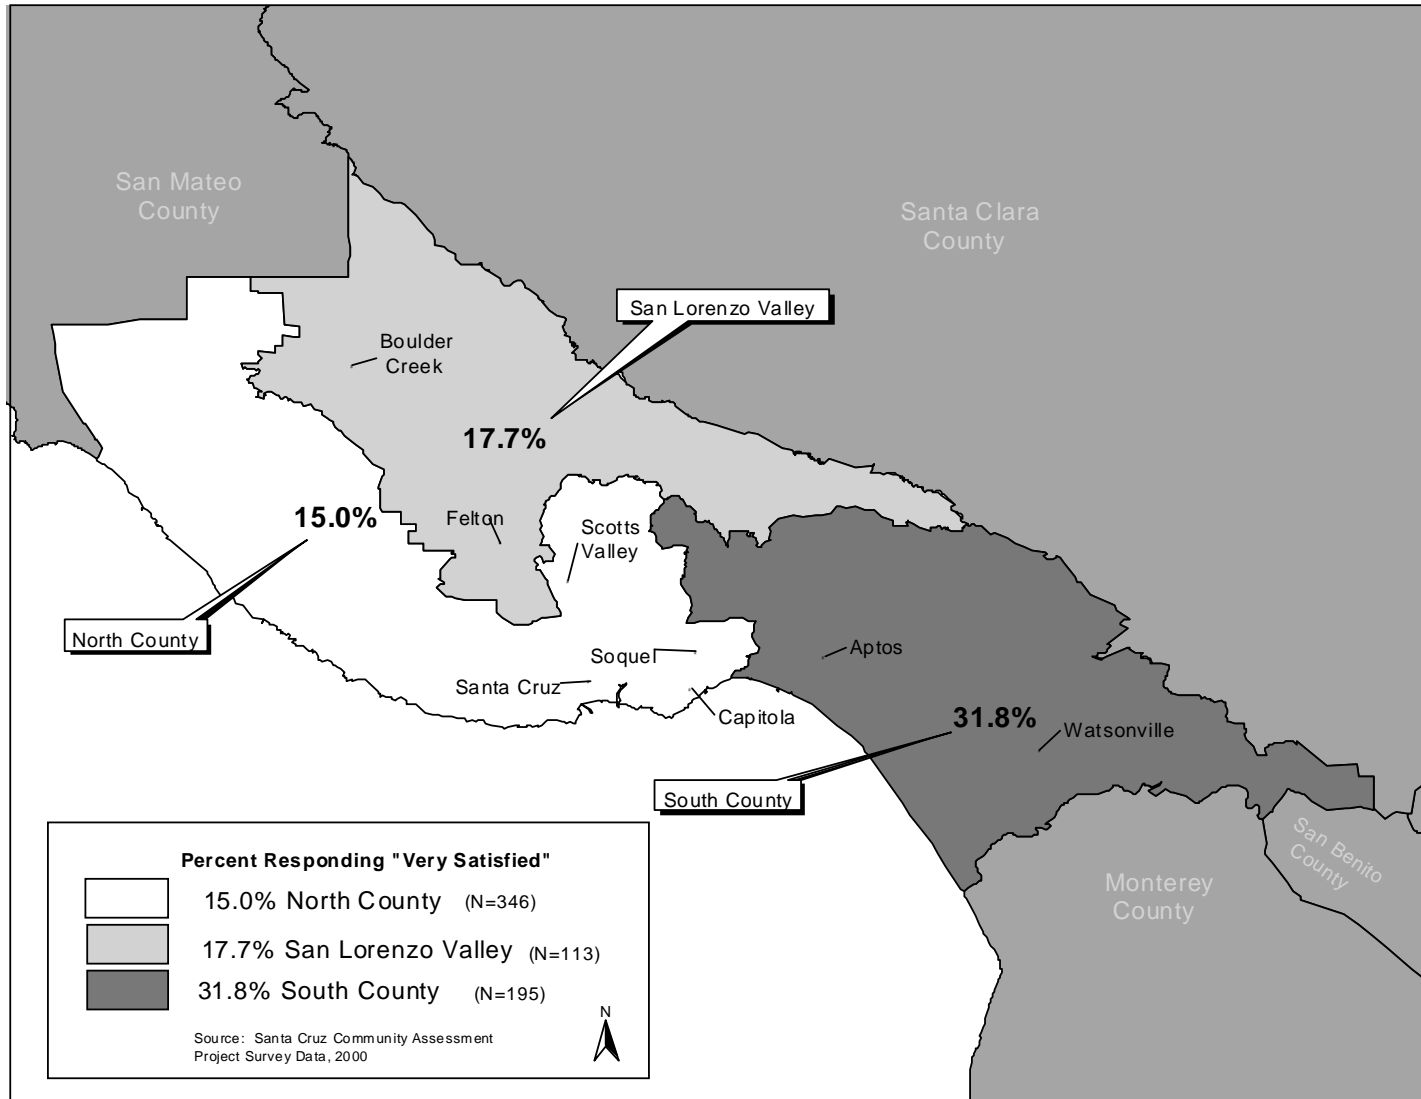 San Mateo
County
Santa Clara
County
San Lorenzo Valley
Boulder
Creek
17.7%
15.0%
Felton
Scotts
Valley
North County
Soquel
Aptos
Santa Cruz
Capitola
31.8%
Watsonville
South County
San Benito
County
Monterey
County
Percent Responding "Very Satisfied"
15.0% North County (N=346)
17.7% San Lorenzo Valley (N=113)
31.8% South County (N=195)
Source: Santa Cruz Community Assessment
Project Survey Data, 2000
N